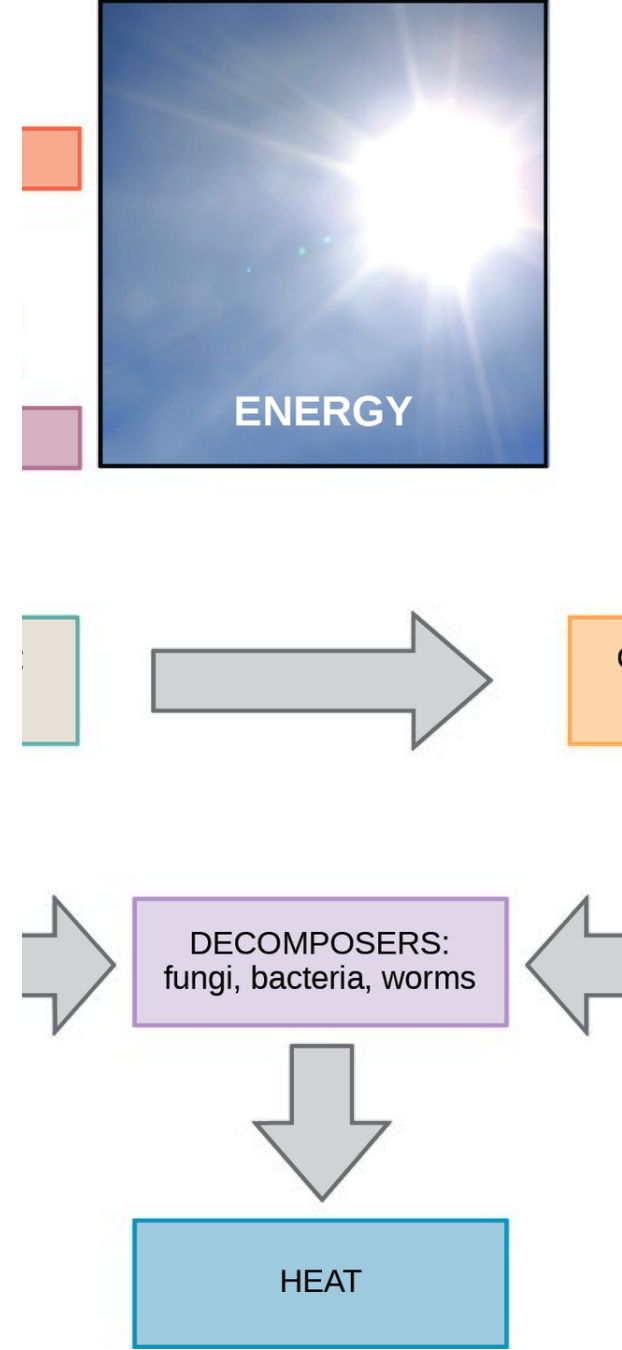 ENERGY
DECOMPOSERS:
fungi, bacteria, worms
HEAT